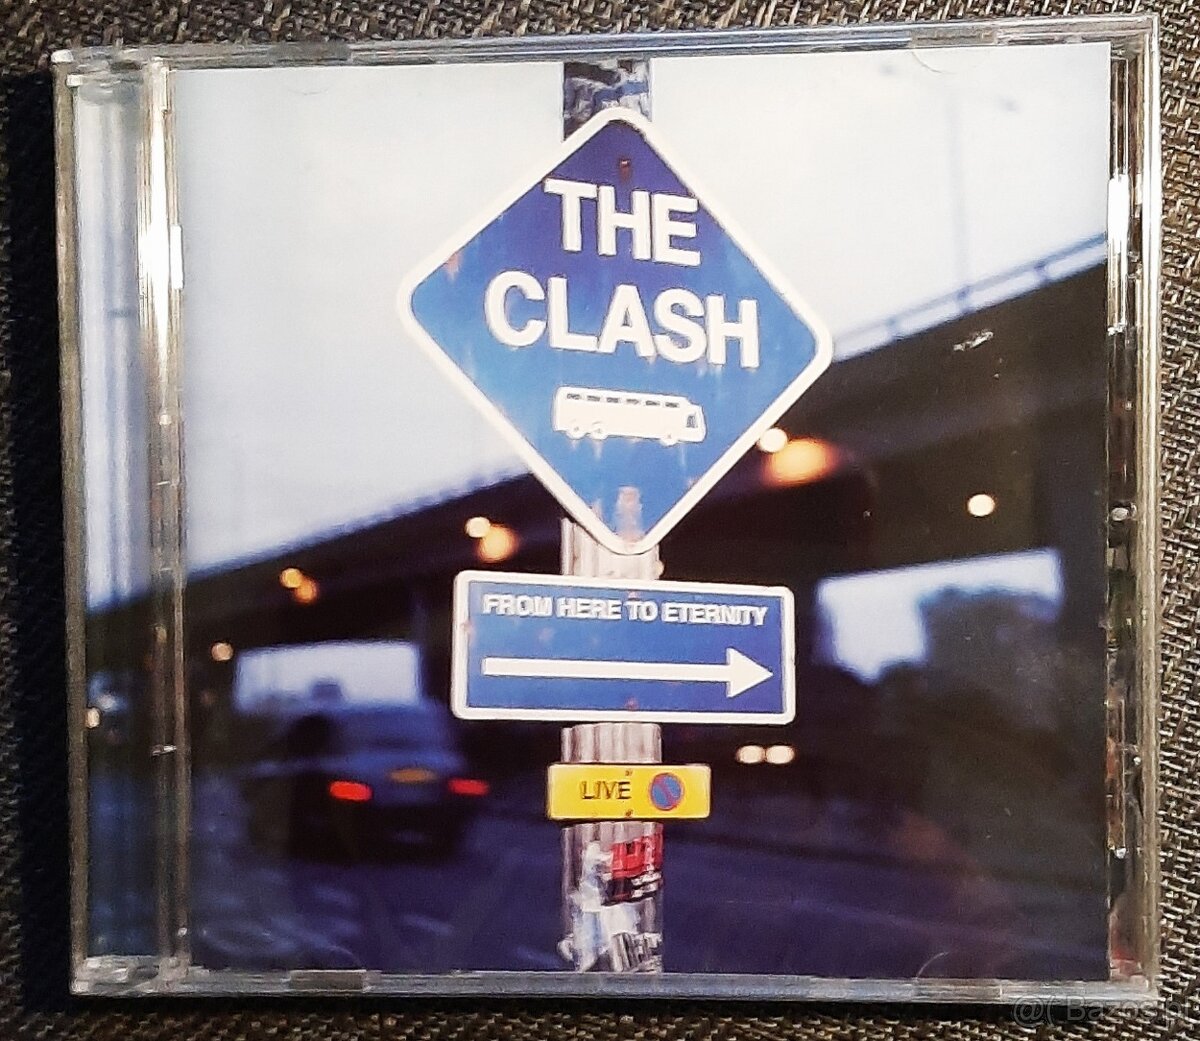 THE
CLASH
FROM HERE TO ETERNITY
LIVE